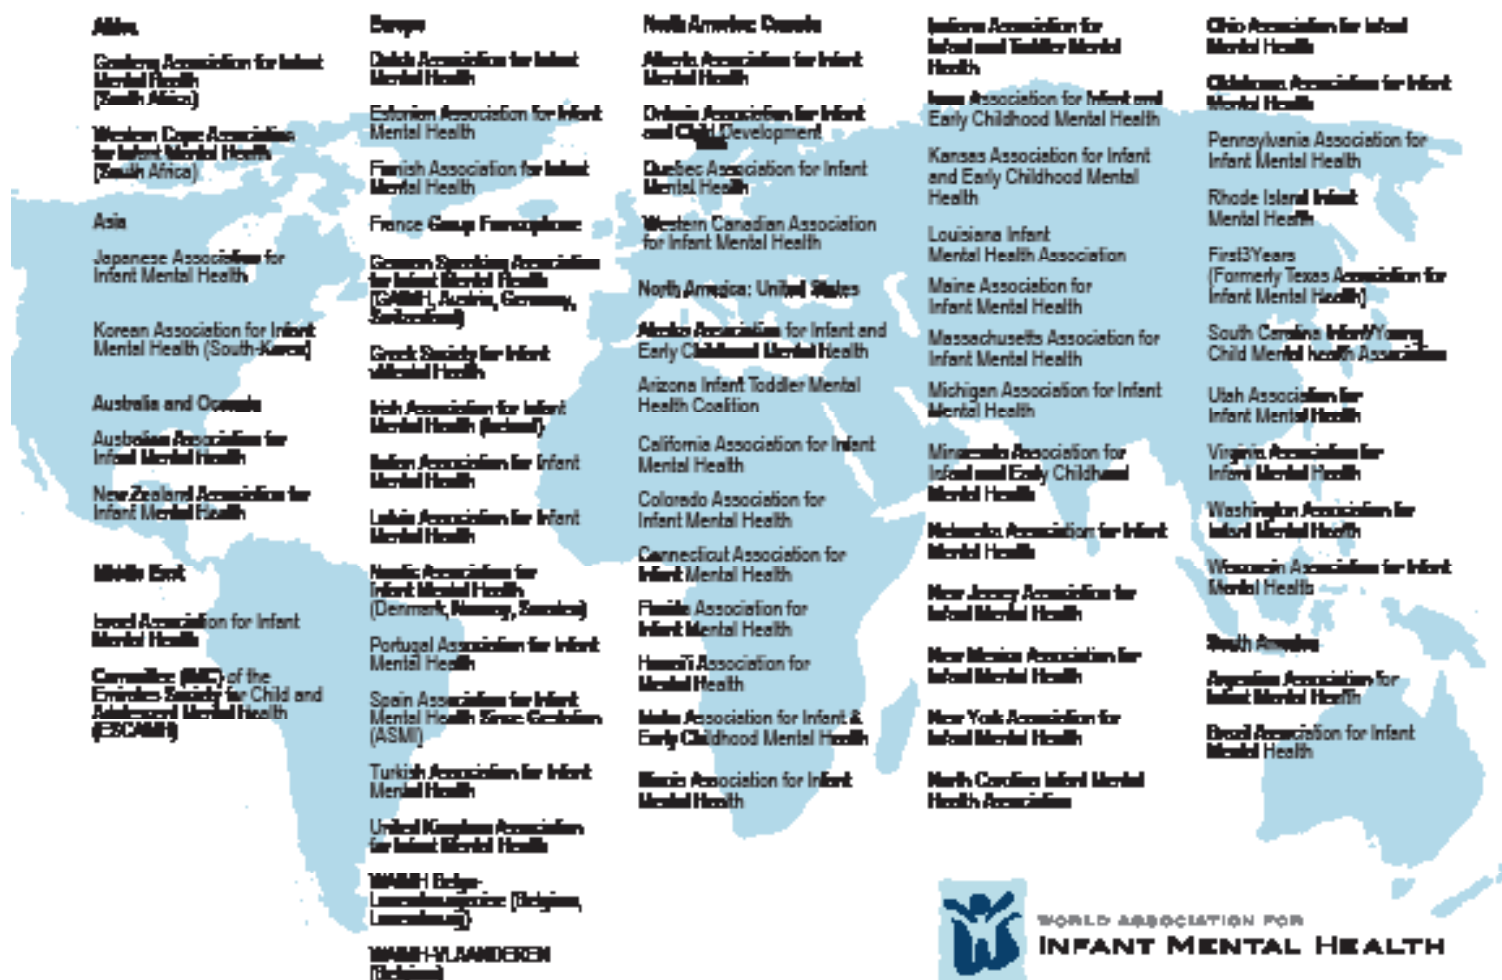 Africa
Gauteng Association for Infant
Mental Health
(South Africa)
Western Cape Association
for Infant Mental Health
(South Africa)
Asia
Japanese Association for
Infant Mental Health
Korean Association for Infant
Mental Health (South-Korea)
Australia and Oceania
Australian Association for
Infant Mental Health
New Zealand Association for
Infant Mental Health
Middle East
Israel Association for Infant
Mental Health
Committee of the
Emirates Society for Child and
Adolescent Mental Health
(ESCAMH)
Europe
Dutch Association for Infant
Mental Health
Estonian Association for Infant
Mental Health
Finnish Association for Infant
Mental Health
France Group Francophone
German Speaking Association
for Infant Mental Health
(GAIMH, Austria, Germany,
Switzerland)
Greek Society for Infant
Mental Health
Irish Association for Infant
Mental Health (Ireland)
Italian Association for Infant
Mental Health
Latvia Association for Infant
Mental Health
Nordic Association for
Infant Mental Health
(Denmark, Norway, Sweden)
Portugal Association for Infant
Mental Health
Spain Association for Infant
Mental Health Since Gestation
(ASMI)
Turkish Association for Infant
Mental Health
United Kingdom Association
for Infant Mental Health
WAIMH Belgo-
Luxembourgeoise (Belgium,
Luxembourg)
WAIMH-VLAANDEREN
(Belgium)
North America: Canada
Alberta Association for Infant
Mental Health
Ontario Association for Infant
and Child Development
Quebec Association for Infant
Mental Health
Western Canadian Association
for Infant Mental Health
North America: United States
Alaska Association for Infant and
Early Childhood Mental Health
Arizona Infant Toddler Mental
Health Coalition
California Association for Infant
Mental Health
Colorado Association for
Infant Mental Health
Connecticut Association for
Infant Mental Health
Florida Association for
Infant Mental Health
Hawai'i Association for
Mental Health
Idaho Association for Infant &
Early Childhood Mental Health
Illinois Association for Infant
Mental Health
Indiana Association for
Infant and Toddler Mental
Health
Iowa Association for Infant and
Early Childhood Mental Health
Kansas Association for Infant
and Early Childhood Mental
Health
Louisiana Infant
Mental Health Association
Maine Association for
Infant Mental Health
Massachusetts Association for
Infant Mental Health
Michigan Association for Infant
Mental Health
Minnesota Association for
Infant and Early Childhood
Mental Health
Nebraska Association for Infant
Mental Health
New Jersey Association for
Infant Mental Health
New Mexico Association for
Infant Mental Health
New York Association for
Infant Mental Health
North Carolina Infant Mental
Health Association
Ohio Association for Infant
Mental Health
Oklahoma Association for Infant
Mental Health
Pennsylvania Association for
Infant Mental Health
Rhode Island Infant
Mental Health
First3Years
(Formerly Texas Association for
Infant Mental Health)
South Carolina Infant/Young
Child Mental health Association
Utah Association for
Infant Mental Health
Virginia Association for
Infant Mental Health
Washington Association for
Infant Mental Health
Wisconsin Association for Infant
Mental Health
South America
Argentina Association for
Infant Mental Health
Brazil Association for Infant
Mental Health
WORLD ASSOCIATION FOR
INFANT MENTAL HEALTH